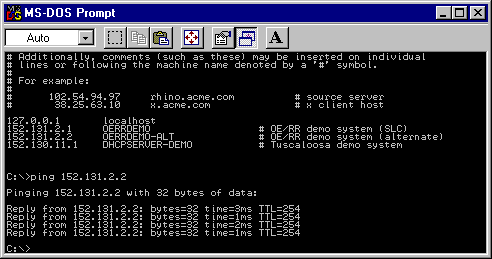 MS-DOS Prompt
Auto
A
# Additionally, comments (such as these) may be inserted on individual
# lines or following the machine name denoted by a '#' symbol.
#
# For example:
#
#      102.54.94.97     rhino.acme.com          # source server
#       38.25.63.10     x.acme.com              # x client host

127.0.0.1       localhost
152.131.2.1     OERRDEMO                # OE/RR demo system (SLC)
152.131.2.2     OERRDEMO-ALT            # OE/RR demo system (alternate)
152.130.11.1    DHCPSERVER-DEMO         # Tuscaloosa demo system

C:\>ping 152.131.2.2

Pinging 152.131.2.2 with 32 bytes of data:

Reply from 152.131.2.2: bytes=32 time=3ms TTL=254
Reply from 152.131.2.2: bytes=32 time=1ms TTL=254
Reply from 152.131.2.2: bytes=32 time=2ms TTL=254
Reply from 152.131.2.2: bytes=32 time=1ms TTL=254

C:\>